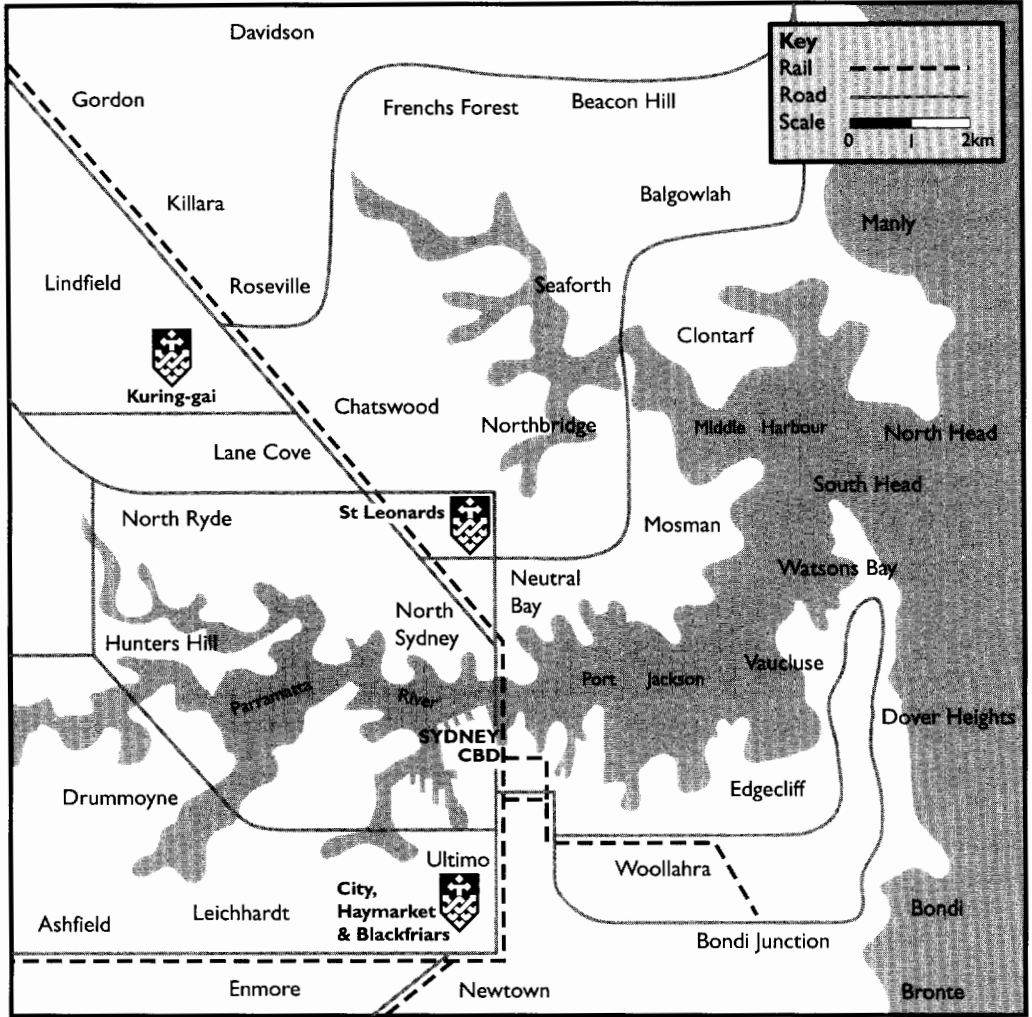 Davidson
Key
Rail
Road
Scale
0 1 2km
Gordon
Frenchs Forest
Beacon Hill
Killara
Balgowlah
Manly
Lindfield
Roseville
Seaforth
Clontarf
Kuring-gai
Chatswood
Northbridge
Middle Harbour
North Head
Lane Cove
South Head
North Ryde
St Leonards
Mosman
Watsons Bay
Neutral
Bay
North
Sydney
Hunters Hill
Vaucluse
Parramatta River
Port Jackson
Dover Heights
SYDNEY
CBD
Drummoyne
Edgecliff
Ultimo
Woollahra
City,
Haymarket
& Blackfriars
Leichhardt
Ashfield
Bondi
Bondi Junction
Enmore
Newtown
Bronte